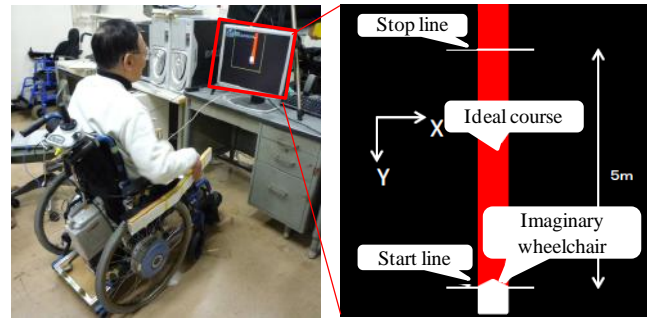 Stop line
Ideal course
X
Y
5m
Imaginary
wheelchair
Start line